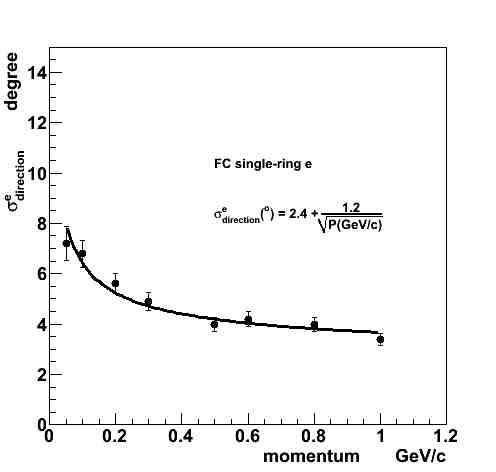 degree
σ^e_direction
14
12
10
8
6
4
2
0
FC single-ring e
σ^e_direction(°) = 2.4 + 1.2/√P(GeV/c)
0 0.2 0.4 0.6 0.8 1 1.2
momentum GeV/c